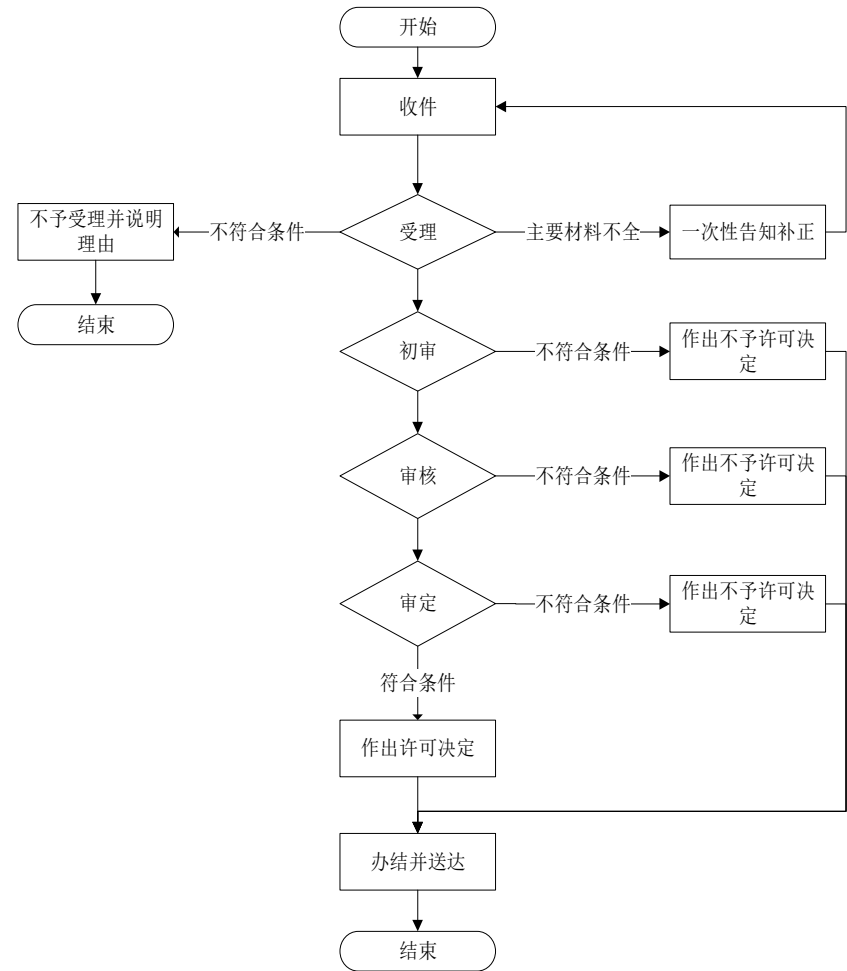 开始
收件
不予受理并说明
理由
不符合条件
受理
主要材料不全
一次性告知补正
结束
初审
不符合条件
作出不予许可决
定
审核
不符合条件
作出不予许可决
定
审定
不符合条件
作出不予许可决
定
符合条件
作出许可决定
办结并送达
结束